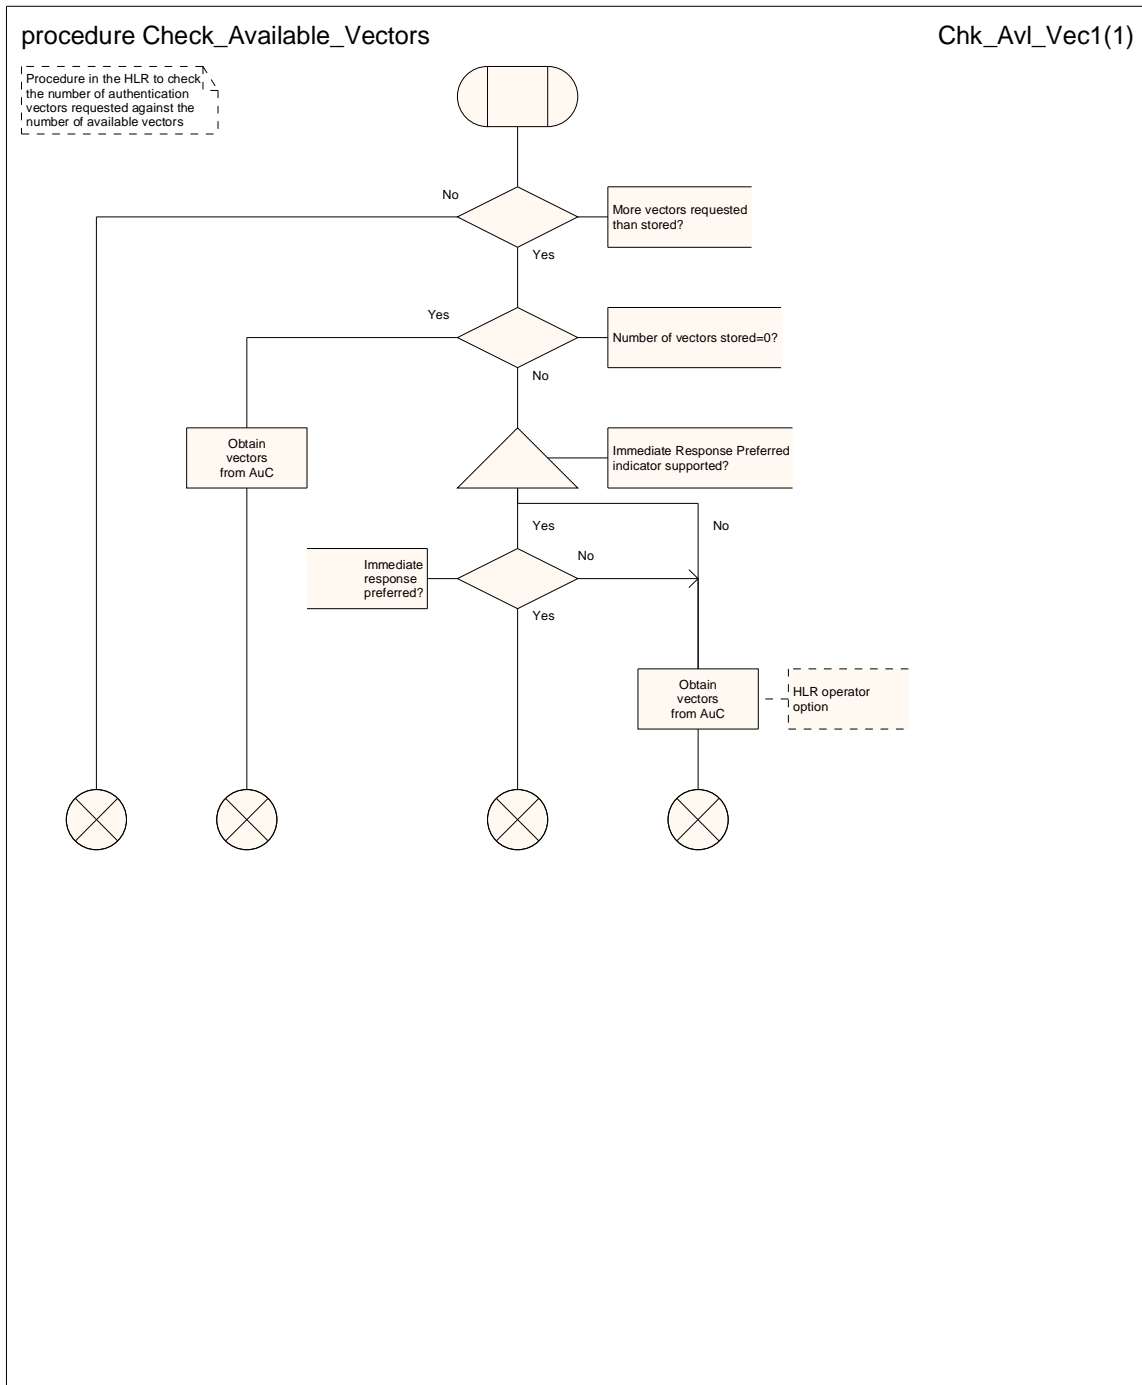 procedure Check_Available_Vectors
Chk_Avl_Vec1(1)
Procedure in the HLR to check
the number of authentication
vectors requested against the
number of available vectors
No
More vectors requested
than stored?
Yes
Yes
Number of vectors stored=0?
No
Obtain
vectors
from AuC
Immediate Response Preferred
indicator supported?
Yes
No
Immediate
response
preferred?
No
Yes
Obtain
vectors
from AuC
HLR operator
option